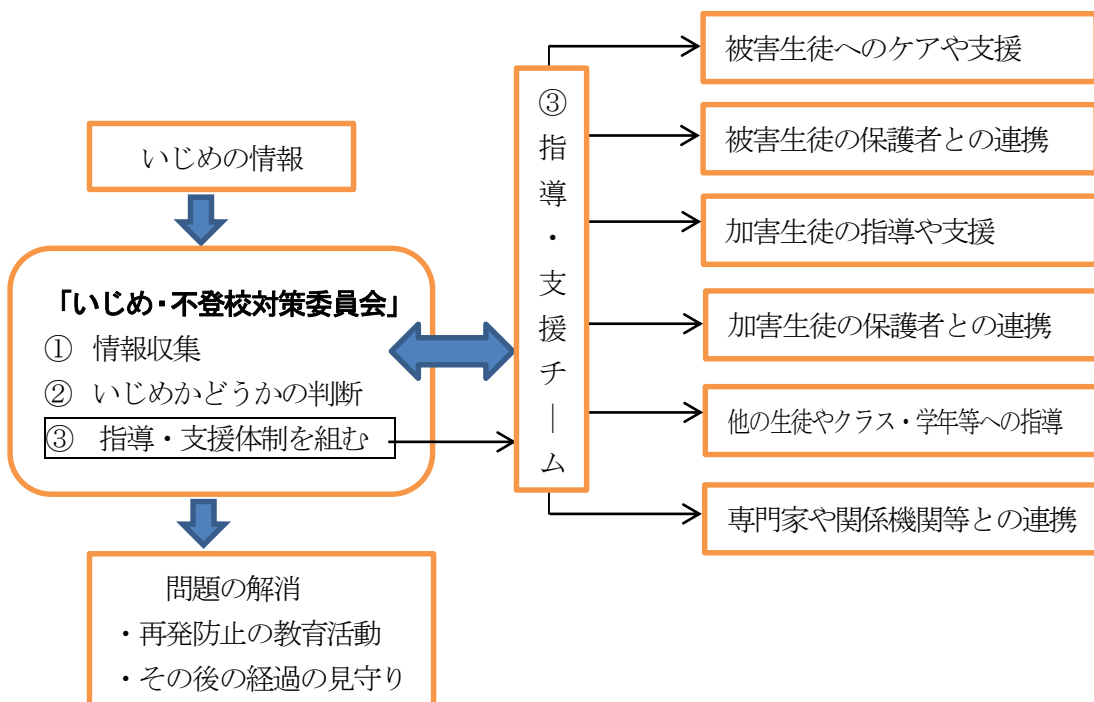 いじめの情報
「いじめ・不登校対策委員会」
① 情報収集
② いじめかどうかの判断
③ 指導・支援体制を組む
問題の解消
・再発防止の教育活動
・その後の経過の見守り
③指導・支援チーム
被害生徒へのケアや支援
被害生徒の保護者との連携
加害生徒の指導や支援
加害生徒の保護者との連携
他の生徒やクラス・学年等への指導
専門家や関係機関等との連携